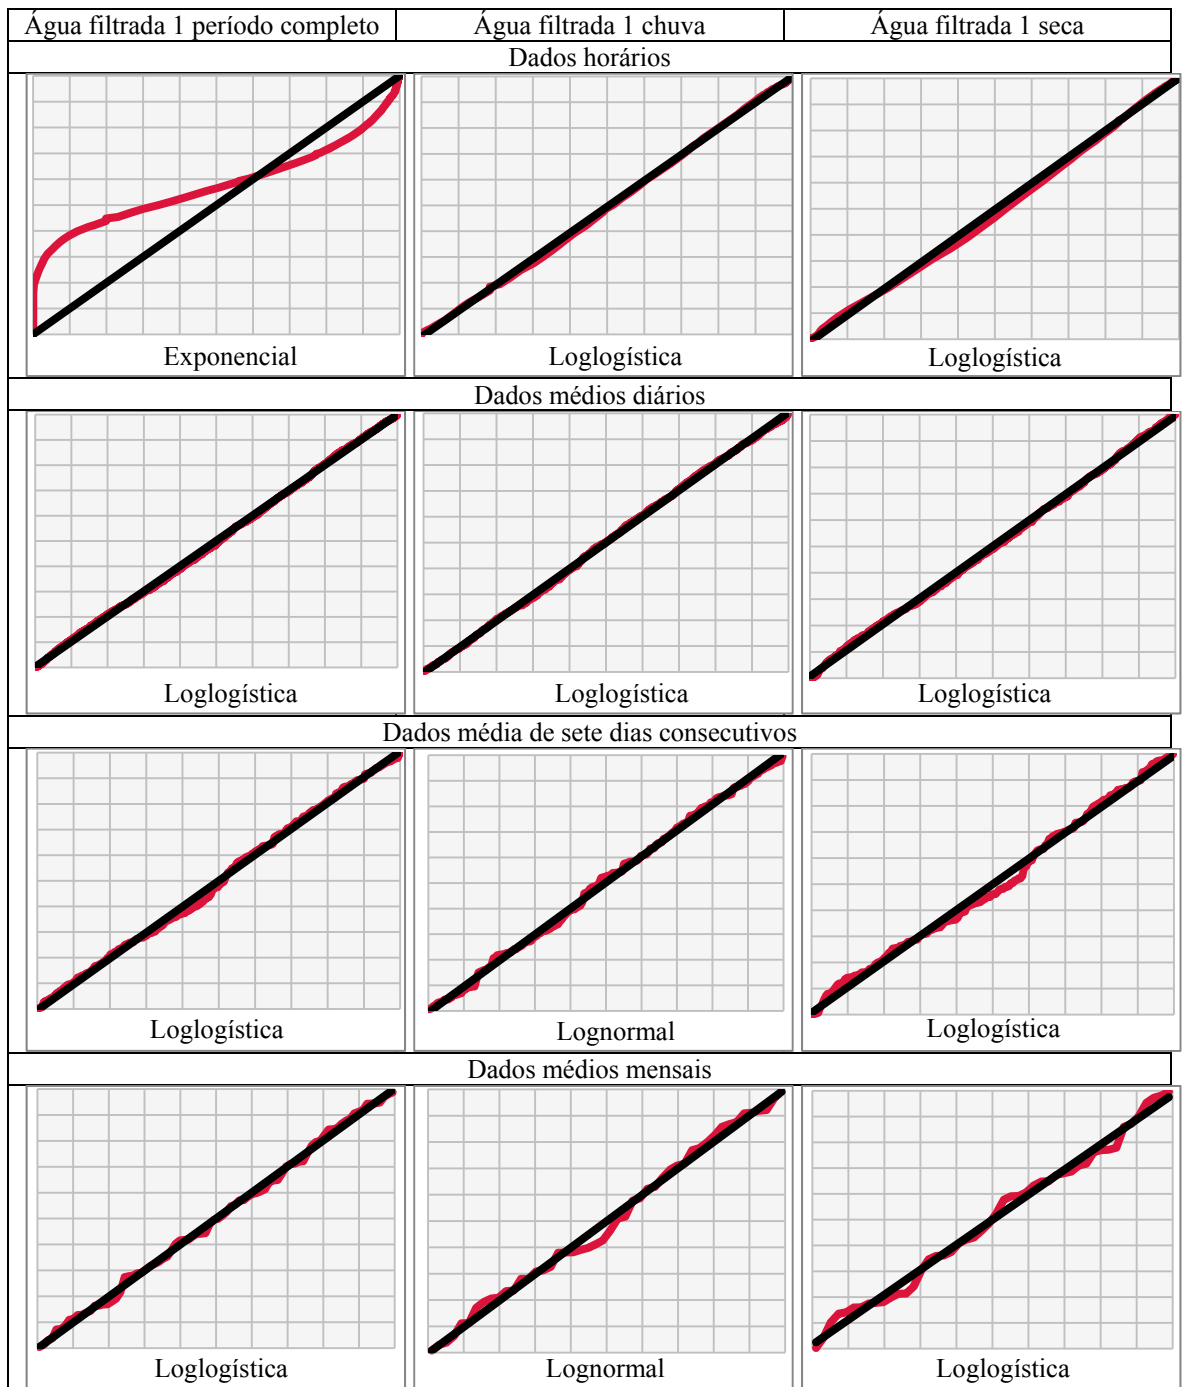 Água filtrada 1 período completo Água filtrada 1 chuva Água filtrada 1 seca
Dados horários
Exponencial Loglogística Loglogística
Dados médios diários
Loglogística Loglogística Loglogística
Dados média de sete dias consecutivos
Loglogística Lognormal Loglogística
Dados médios mensais
Loglogística Lognormal Loglogística